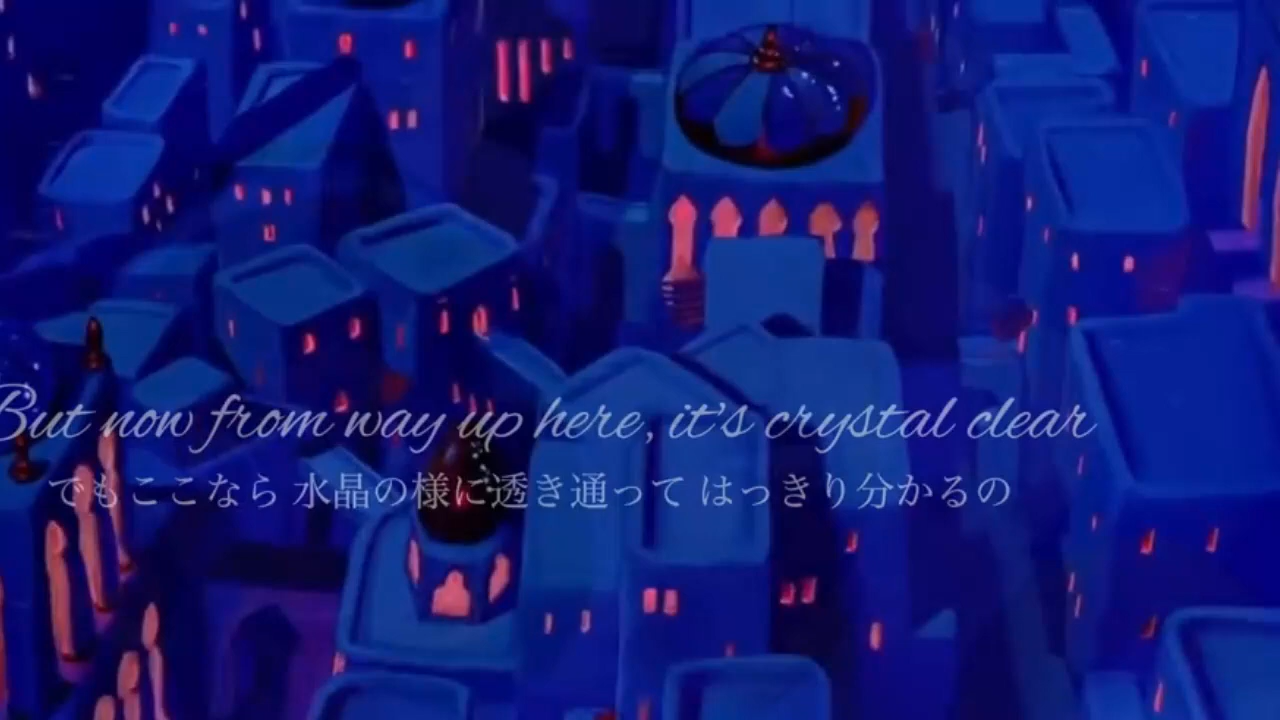 But now from way up here, it's crystal clear
でもここなら 水晶の様に透き通って はっきり分かるの